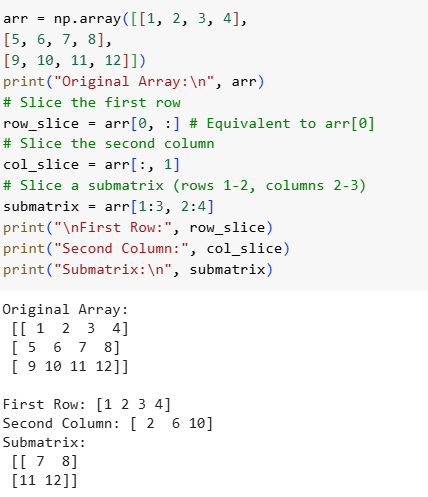 arr = np.array([[1, 2, 3, 4],
[5, 6, 7, 8],
[9, 10, 11, 12]])
print("Original Array:\n", arr)
# Slice the first row
row_slice = arr[0, :] # Equivalent to arr[0]
# Slice the second column
col_slice = arr[:, 1]
# Slice a submatrix (rows 1-2, columns 2-3)
submatrix = arr[1:3, 2:4]
print("\nFirst Row:", row_slice)
print("Second Column:", col_slice)
print("Submatrix:\n", submatrix)
Original Array:
 [[ 1  2  3  4]
 [ 5  6  7  8]
 [ 9 10 11 12]]
First Row: [1 2 3 4]
Second Column: [ 2  6 10]
Submatrix:
 [[ 7  8]
 [11 12]]